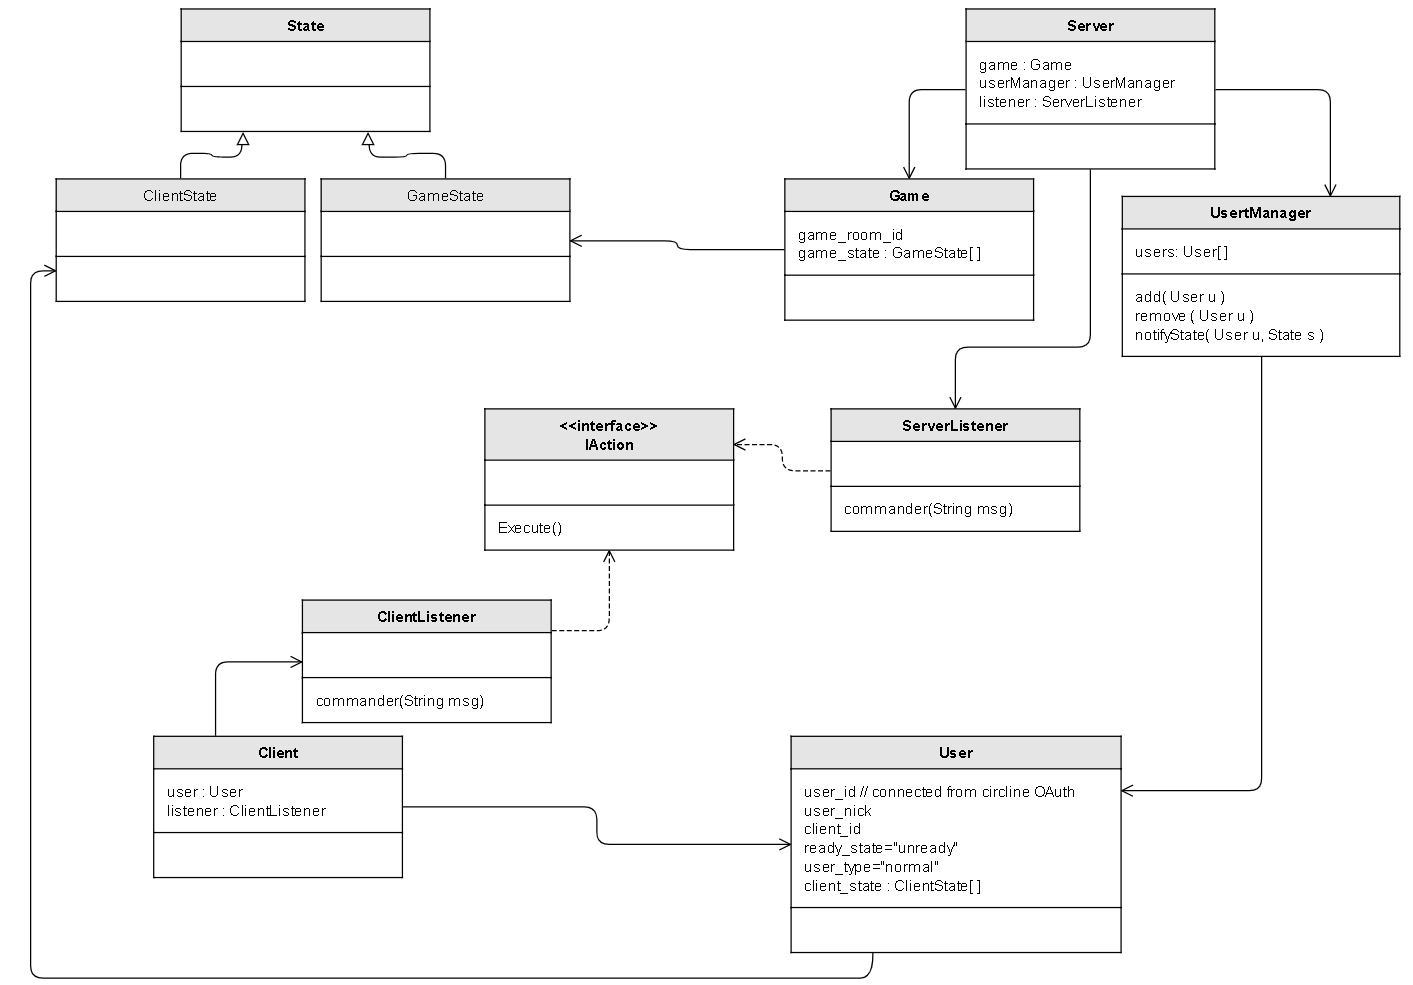 State
Server
game : Game
userManager : UserManager
listener : ServerListener
ClientState
GameState
Game
game_room_id
game_state : GameState[ ]
UsertManager
users: User[ ]
add( User u )
remove ( User u )
notifyState( User u, State s )
<<interface>>
IAction
Execute()
ServerListener
commander(String msg)
ClientListener
commander(String msg)
Client
user : User
listener : ClientListener
User
user_id // connected from circline OAuth
user_nick
client_id
ready_state="unready"
user_type="normal"
client_state : ClientState[ ]